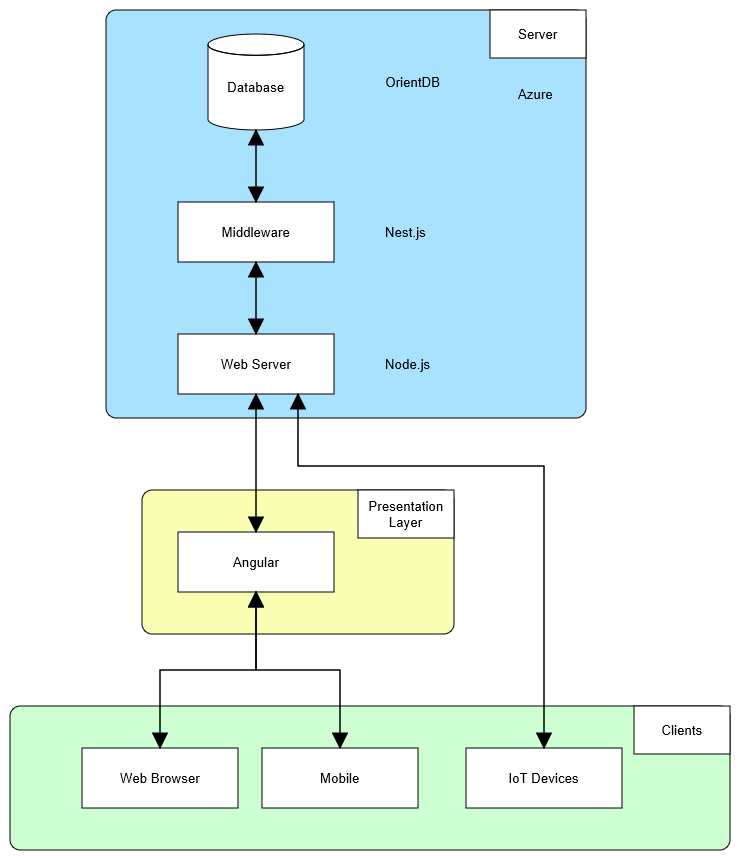 Server
Database
OrientDB
Azure
Middleware
Nest.js
Web Server
Node.js
Presentation
Layer
Angular
Clients
Web Browser
Mobile
IoT Devices